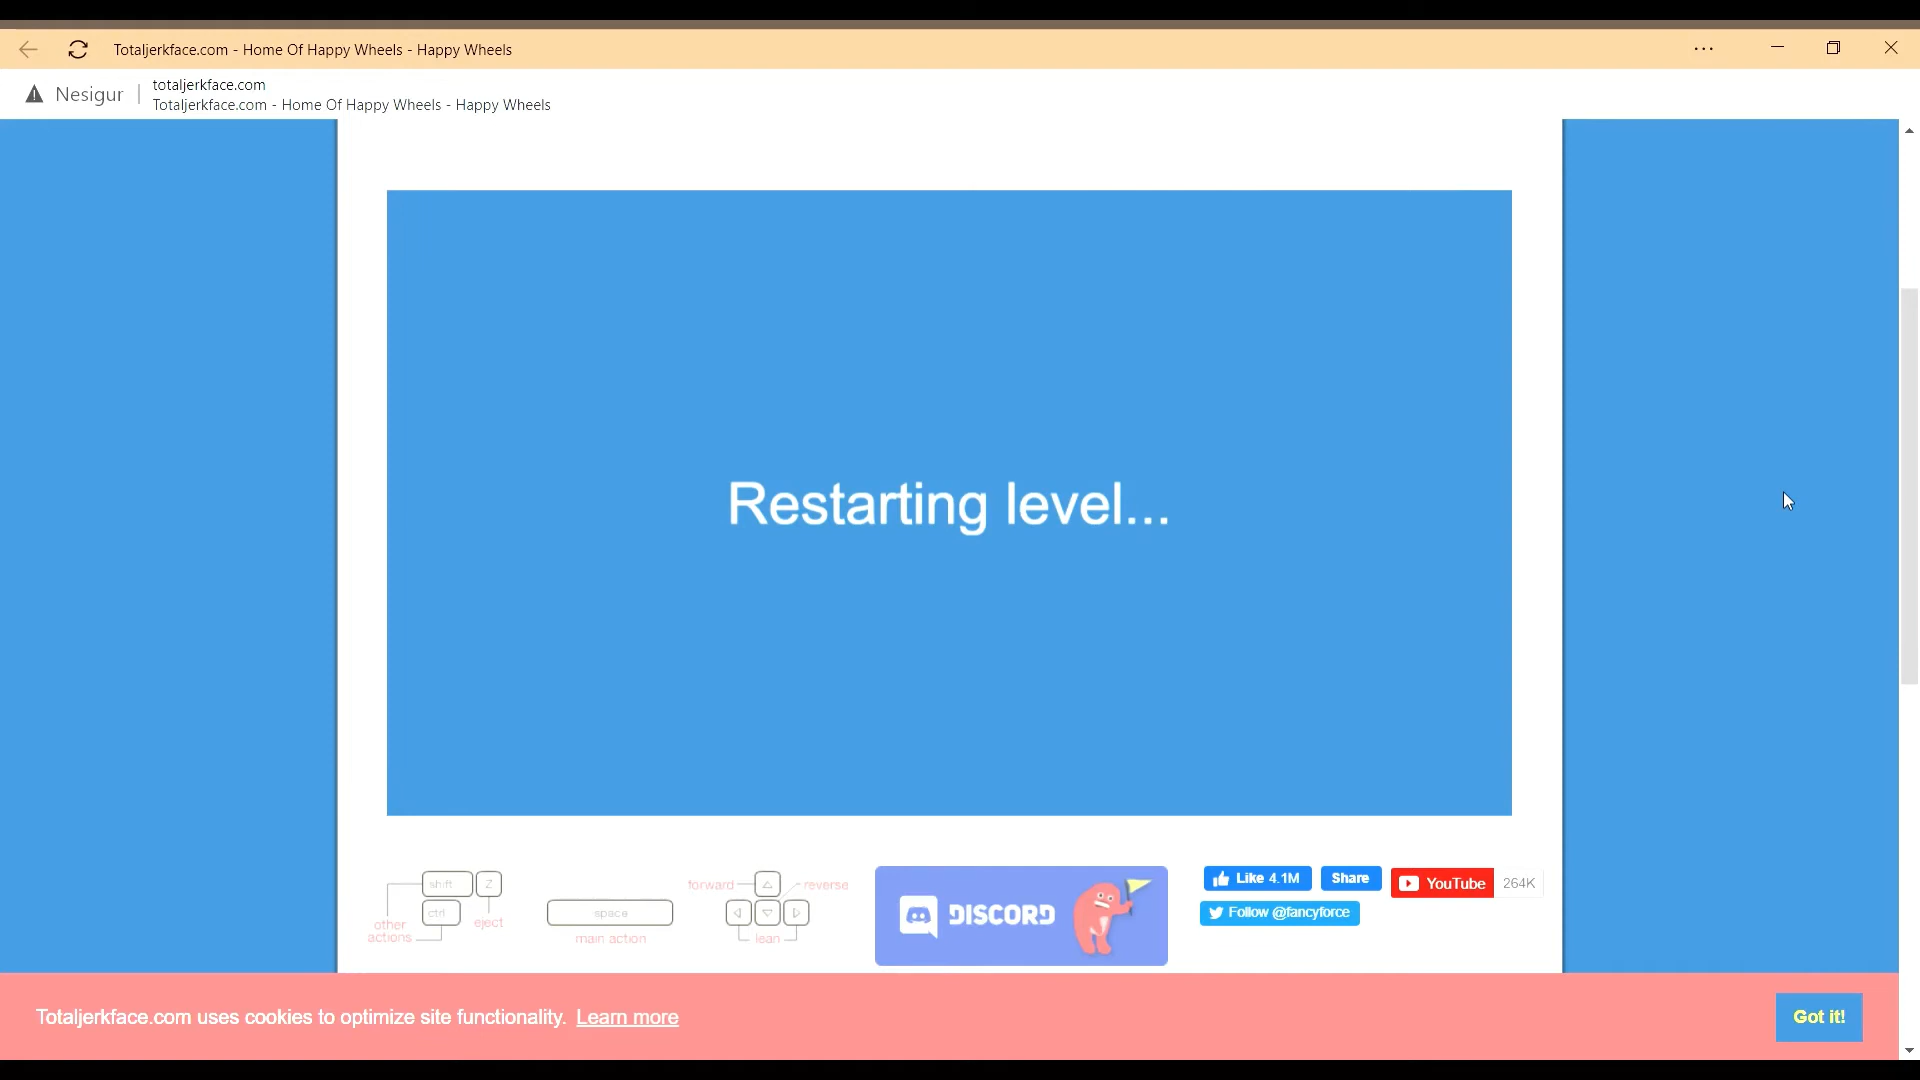 Totaljerkface.com - Home Of Happy Wheels - Happy Wheels
Nesigur
totaljerkface.com
Totaljerkface.com - Home Of Happy Wheels - Happy Wheels
Restarting level...
shift Z
ctrl
other
actions
eject
space
main action
forward
reverse
lean
DISCORD
Like 4.1M
Share
YouTube
264K
Follow @fancyforce
Totaljerkface.com uses cookies to optimize site functionality. Learn more
Got it!